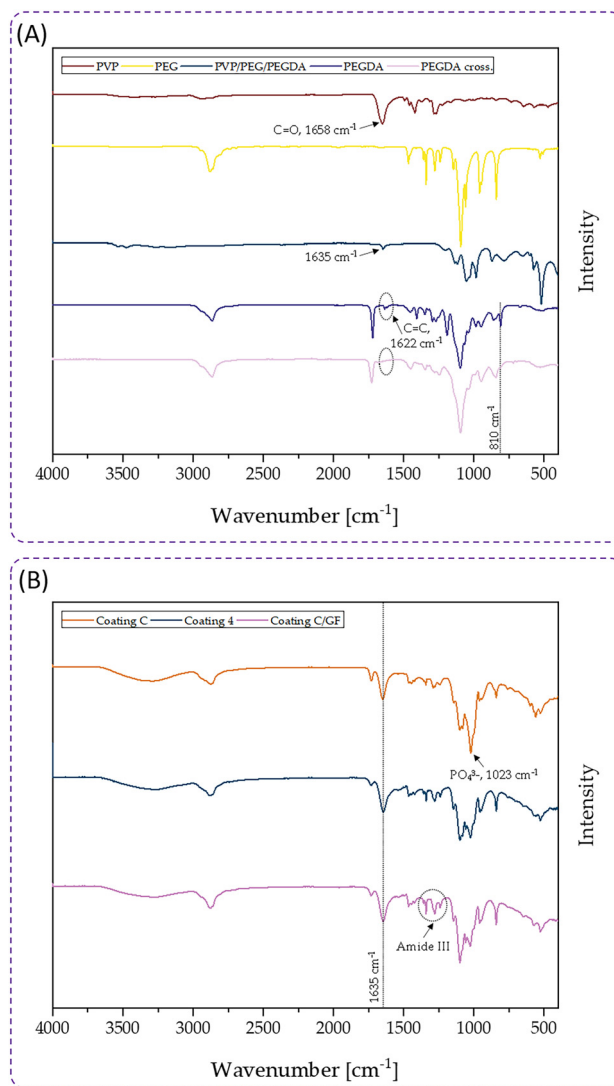 (A)
PVP PEG PVP/PEG/PEGDA PEGDA PEGDA cross.
C=O, 1658 cm⁻¹
1635 cm⁻¹
C=C,
1622 cm⁻¹
810 cm⁻¹
Intensity
4000 3500 3000 2500 2000 1500 1000 500
Wavenumber [cm⁻¹]
(B)
Coating C Coating 4 Coating C/GF
PO₄³⁻, 1023 cm⁻¹
Amide III
1635 cm⁻¹
Intensity
4000 3500 3000 2500 2000 1500 1000 500
Wavenumber [cm⁻¹]